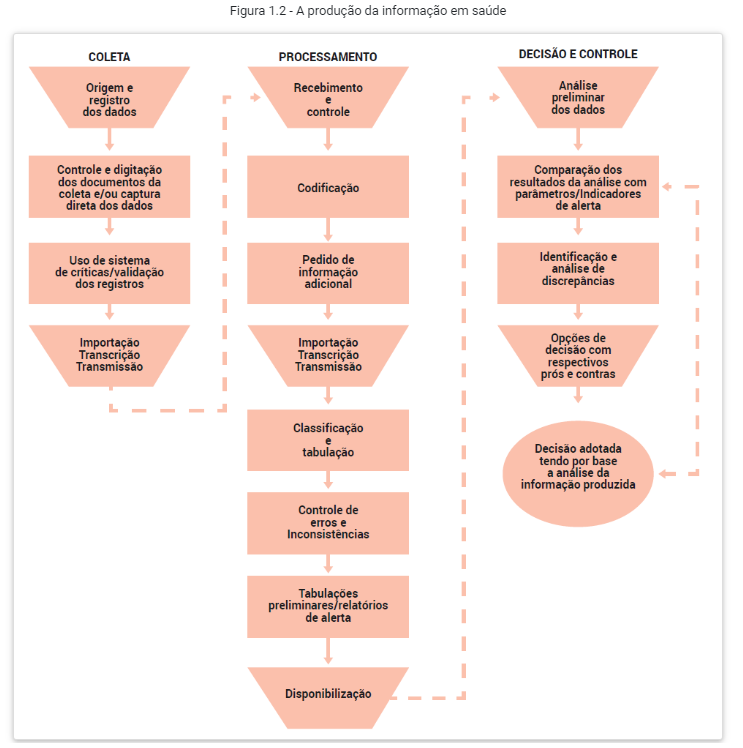 Figura 1.2 - A produção da informação em saúde
COLETA
Origem e
registro
dos dados
Controle e digitação
dos documentos da
coleta e/ou captura
direta dos dados
Uso de sistema
de críticas/validação
dos registros
Importação
Transcrição
Transmissão
PROCESSAMENTO
Recebimento
e
controle
Codificação
Pedido de
informação
adicional
Importação
Transcrição
Transmissão
Classificação
e
tabulação
Controle de
erros e
Inconsistências
Tabulações
preliminares/relatórios
de alerta
Disponibilização
DECISÃO E CONTROLE
Análise
preliminar
dos dados
Comparação dos
resultados da análise com
parâmetros/Indicadores
de alerta
Identificação e
análise de
discrepâncias
Opções de
decisão com
respectivos
prós e contras
Decisão adotada
tendo por base
a análise da
informação produzida